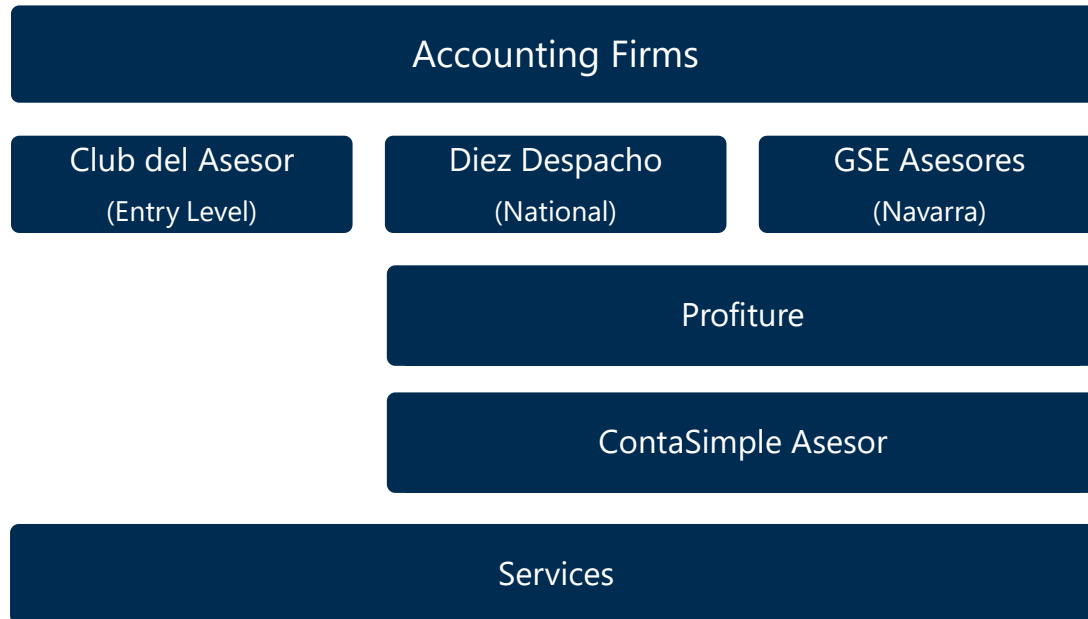 Accounting Firms
Club del Asesor
(Entry Level)
Diez Despacho
(National)
GSE Asesores
(Navarra)
Profiture
ContaSimple Asesor
Services